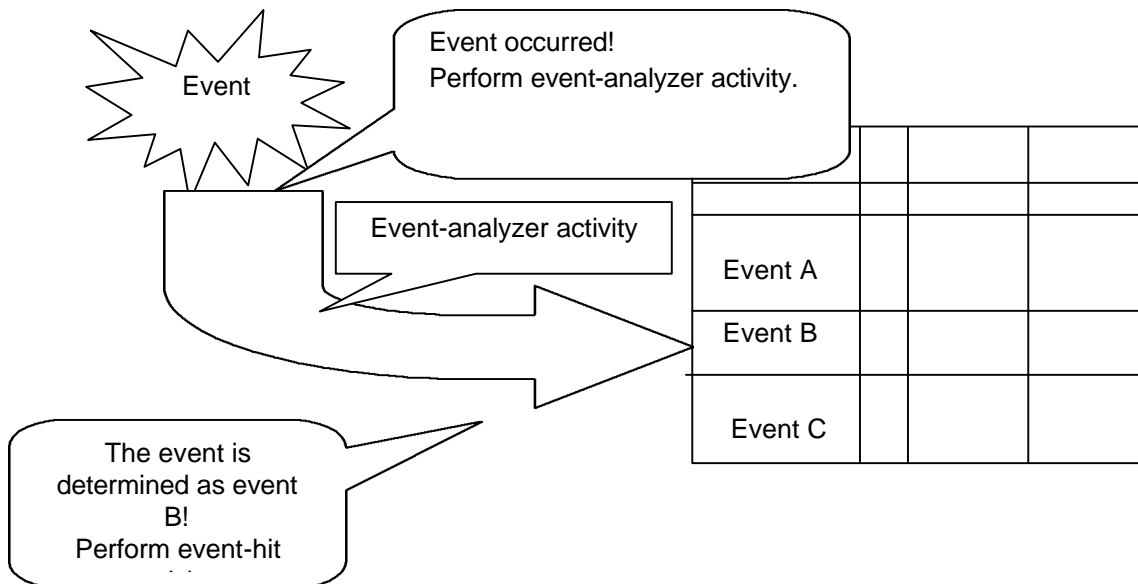 Event
Event occurred!
Perform event-analyzer activity.
Event-analyzer activity
Event A
Event B
Event C
The event is
determined as event
B!
Perform event-hit